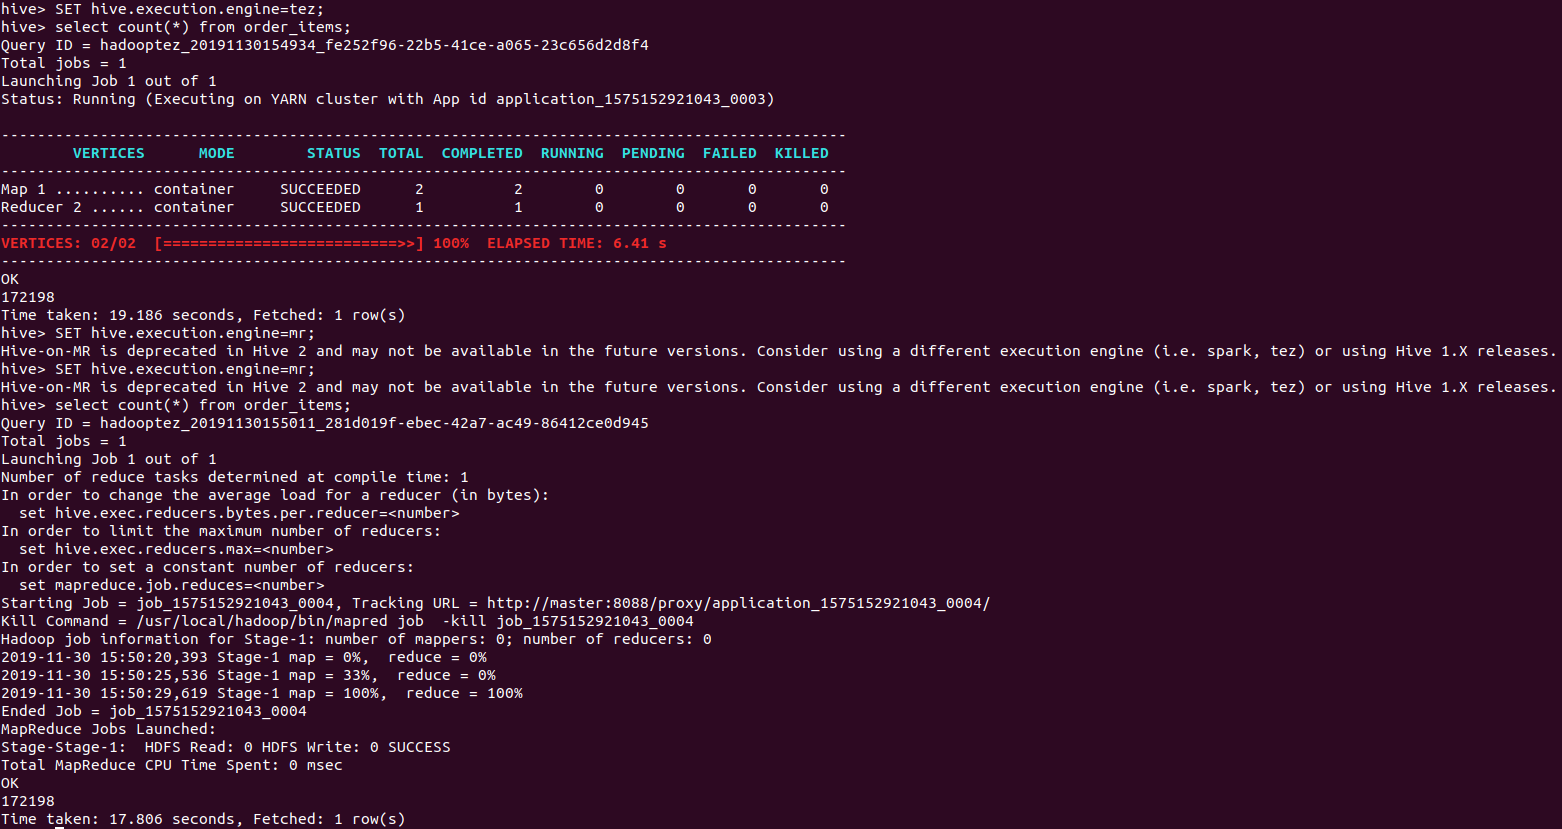 hive> SET hive.execution.engine=tez;
hive> select count(*) from order_items;
Query ID = hadooptez_20191130154934_fe252f96-22b5-41ce-a065-23c656d2d8f4
Total jobs = 1
Launching Job 1 out of 1
Status: Running (Executing on YARN cluster with App id application_1575152921043_0003)
----------------------------------------------------------------------------------------------
        VERTICES      MODE        STATUS  TOTAL  COMPLETED  RUNNING  PENDING  FAILED  KILLED
----------------------------------------------------------------------------------------------
Map 1 .......... container     SUCCEEDED      2          2        0        0       0       0
Reducer 2 ...... container     SUCCEEDED      1          1        0        0       0       0
----------------------------------------------------------------------------------------------
VERTICES: 02/02  [==========================>>] 100%  ELAPSED TIME: 6.41 s
----------------------------------------------------------------------------------------------
OK
172198
Time taken: 19.186 seconds, Fetched: 1 row(s)
hive> SET hive.execution.engine=mr;
Hive-on-MR is deprecated in Hive 2 and may not be available in the future versions. Consider using a different execution engine (i.e. spark, tez) or using Hive 1.X releases.
hive> SET hive.execution.engine=mr;
Hive-on-MR is deprecated in Hive 2 and may not be available in the future versions. Consider using a different execution engine (i.e. spark, tez) or using Hive 1.X releases.
hive> select count(*) from order_items;
Query ID = hadooptez_20191130155011_281d019f-ebec-42a7-ac49-86412ce0d945
Total jobs = 1
Launching Job 1 out of 1
Number of reduce tasks determined at compile time: 1
In order to change the average load for a reducer (in bytes):
  set hive.exec.reducers.bytes.per.reducer=<number>
In order to limit the maximum number of reducers:
  set hive.exec.reducers.max=<number>
In order to set a constant number of reducers:
  set mapreduce.job.reduces=<number>
Starting Job = job_1575152921043_0004, Tracking URL = http://master:8088/proxy/application_1575152921043_0004/
Kill Command = /usr/local/hadoop/bin/mapred job  -kill job_1575152921043_0004
Hadoop job information for Stage-1: number of mappers: 0; number of reducers: 0
2019-11-30 15:50:20,393 Stage-1 map = 0%,  reduce = 0%
2019-11-30 15:50:25,536 Stage-1 map = 33%,  reduce = 0%
2019-11-30 15:50:29,619 Stage-1 map = 100%,  reduce = 100%
Ended Job = job_1575152921043_0004
MapReduce Jobs Launched:
Stage-Stage-1:  HDFS Read: 0 HDFS Write: 0 SUCCESS
Total MapReduce CPU Time Spent: 0 msec
OK
172198
Time taken: 17.806 seconds, Fetched: 1 row(s)